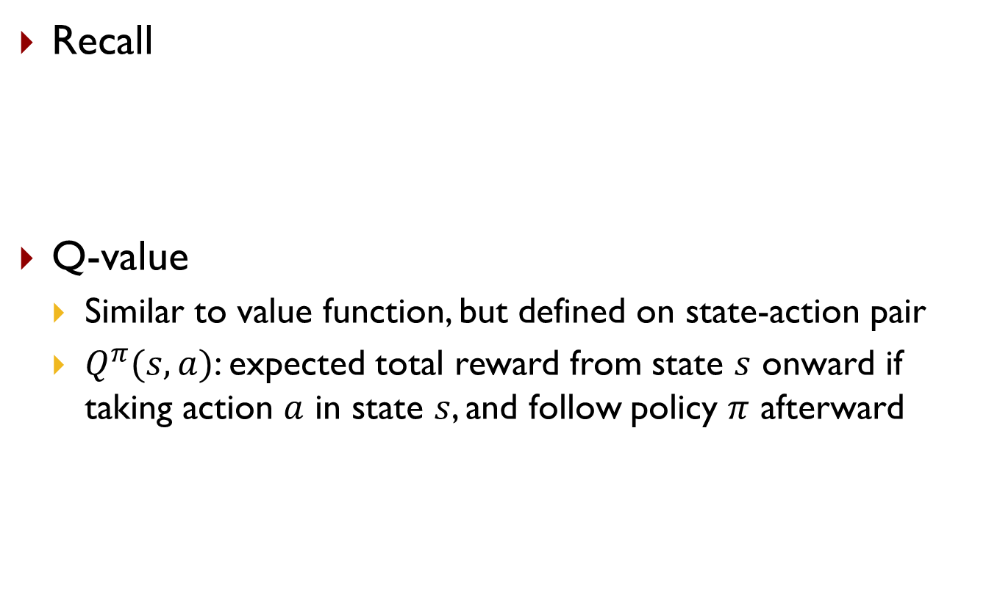 Recall
Q-value
Similar to value function, but defined on state-action pair
𝑄^𝜋(𝑠, 𝑎): expected total reward from state 𝑠 onward if
taking action 𝑎 in state 𝑠, and follow policy 𝜋 afterward